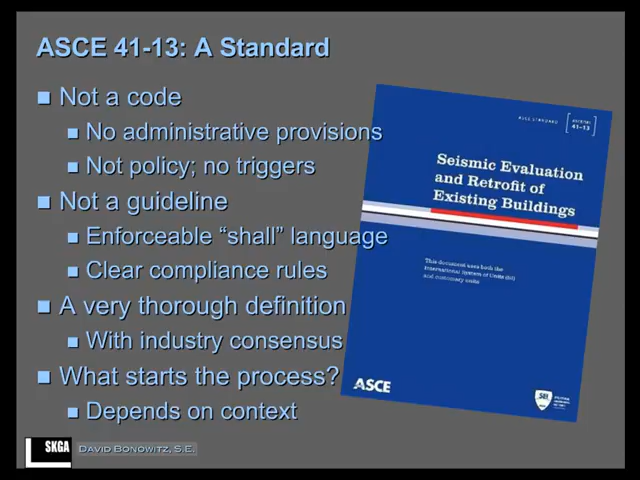 ASCE 41-13: A Standard
Not a code
No administrative provisions
Not policy; no triggers
Not a guideline
Enforceable “shall” language
Clear compliance rules
A very thorough definition
With industry consensus
What starts the process?
Depends on context
ASCE STANDARD
ASCE/SEI
41-13
Seismic Evaluation
and Retrofit of
Existing Buildings
This document uses both the
International System of Units (SI)
and customary units
ASCE
SEI
SKGA
DAVID BONOWITZ, S.E.